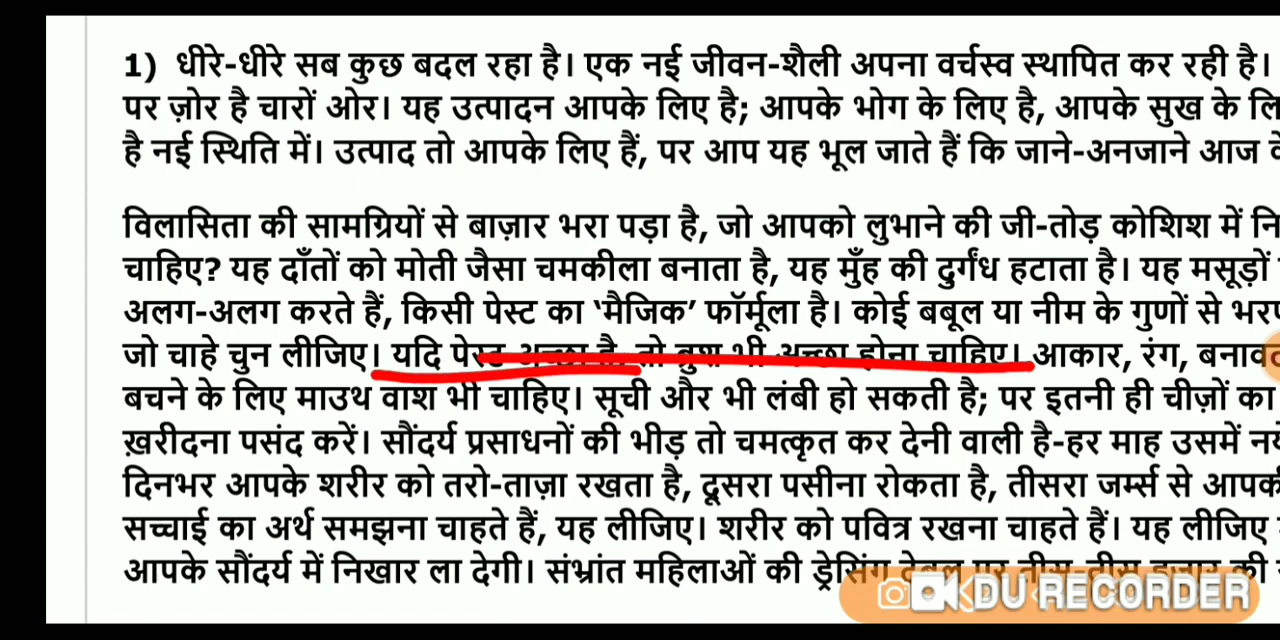 1) धीरे-धीरे सब कुछ बदल रहा है। एक नई जीवन-शैली अपना वर्चस्व स्थापित कर रही है।
पर ज़ोर है चारों ओर। यह उत्पादन आपके लिए है; आपके भोग के लिए है, आपके सुख के
है नई स्थिति में। उत्पाद तो आपके लिए हैं, पर आप यह भूल जाते हैं कि जाने-अनजाने आज
विलासिता की सामग्रियों से बाज़ार भरा पड़ा है, जो आपको लुभाने की जी-तोड़ कोशिश में
चाहिए? यह दाँतों को मोती जैसा चमकीला बनाता है, यह मुँह की दुर्गंध हटाता है। यह मसूड़ों
अलग-अलग करते हैं, किसी पेस्ट का ‘मैजिक’ फॉर्मूला है। कोई बबूल या नीम के गुणों से
जो चाहे चुन लीजिए। यदि पेस्ट अच्छा है, तो ब्रुश भी अच्छा होना चाहिए। आकार, रंग,
बचने के लिए माउथ वाश भी चाहिए। सूची और भी लंबी हो सकती है; पर इतनी ही चीज़ों का
ख़रीदना पसंद करें। सौंदर्य प्रसाधनों की भीड़ तो चमत्कृत कर देनी वाली है-हर माह उसमें
दिनभर आपके शरीर को तरो-ताज़ा रखता है, दूसरा पसीना रोकता है, तीसरा जर्म्स से
सच्चाई का अर्थ समझना चाहते हैं, यह लीजिए। शरीर को पवित्र रखना चाहते हैं। यह लीजिए
आपके सौंदर्य में निखार ला देगी। संभ्रांत महिलाओं की ड्रेसिंग टेबल पर तीस-तीस हज़ार की
DU RECORDER